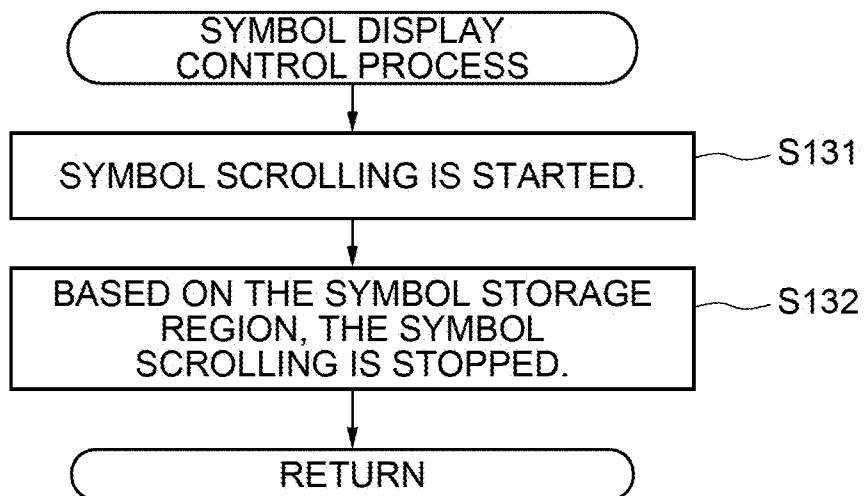 SYMBOL DISPLAY
CONTROL PROCESS
SYMBOL SCROLLING IS STARTED.
S131
BASED ON THE SYMBOL STORAGE
REGION, THE SYMBOL
SCROLLING IS STOPPED.
S132
RETURN